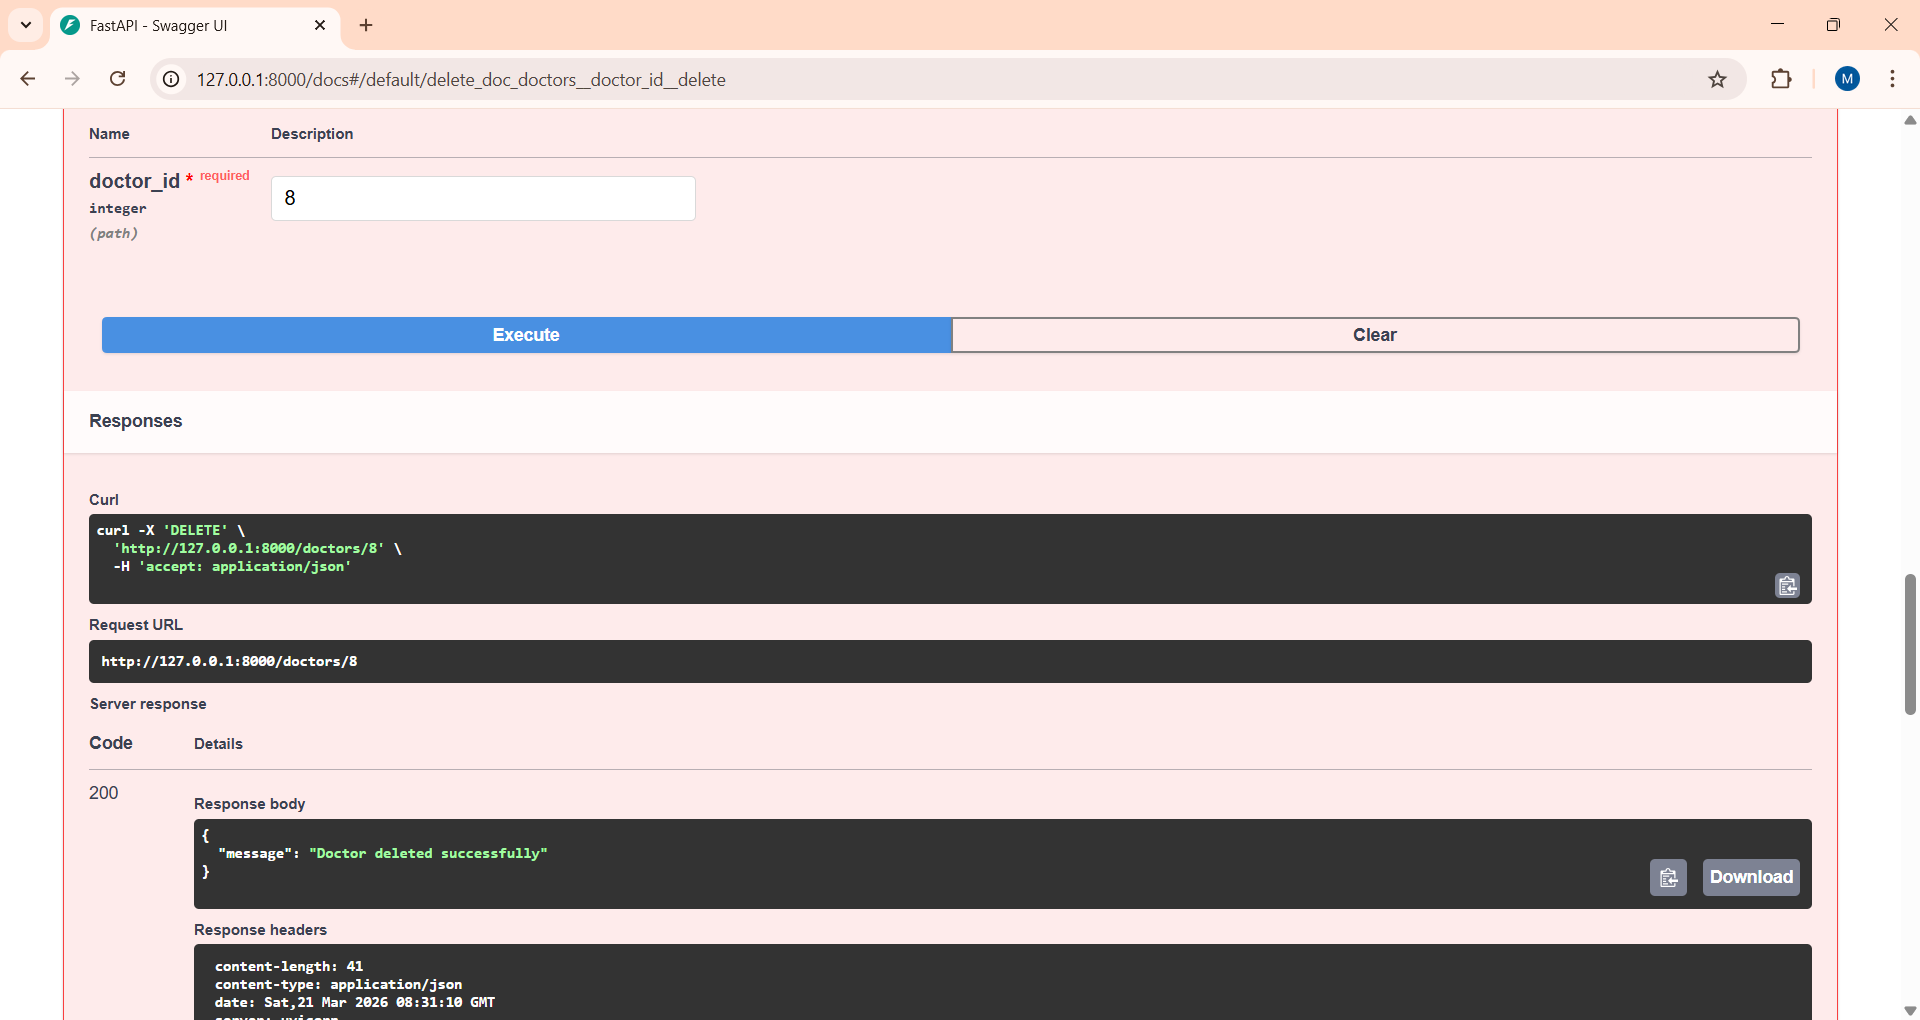 FastAPI - Swagger UI
127.0.0.1:8000/docs#/default/delete_doc_doctors__doctor_id__delete
M
Name Description
doctor_id * required
integer
(path)
8
Execute Clear
Responses
Curl
curl -X 'DELETE' \
'http://127.0.0.1:8000/doctors/8' \
-H 'accept: application/json'
Request URL
http://127.0.0.1:8000/doctors/8
Server response
Code Details
200
Response body
{
"message": "Doctor deleted successfully"
}
Download
Response headers
content-length: 41
content-type: application/json
date: Sat,21 Mar 2026 08:31:10 GMT